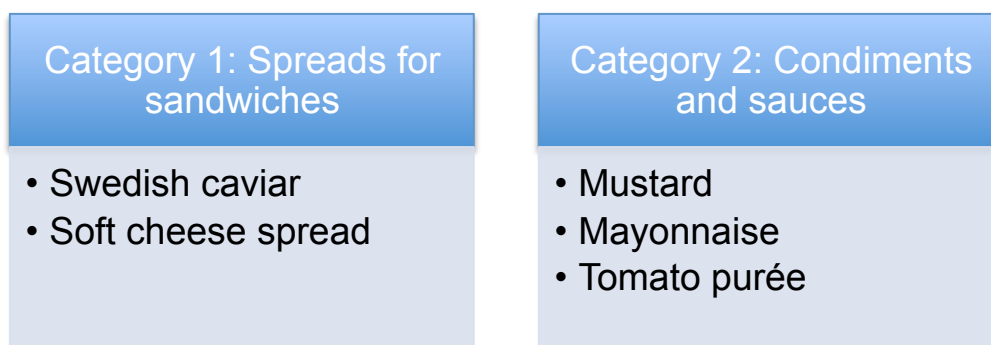 Category 1: Spreads for
sandwiches
• Swedish caviar
• Soft cheese spread
Category 2: Condiments
and sauces
• Mustard
• Mayonnaise
• Tomato purée